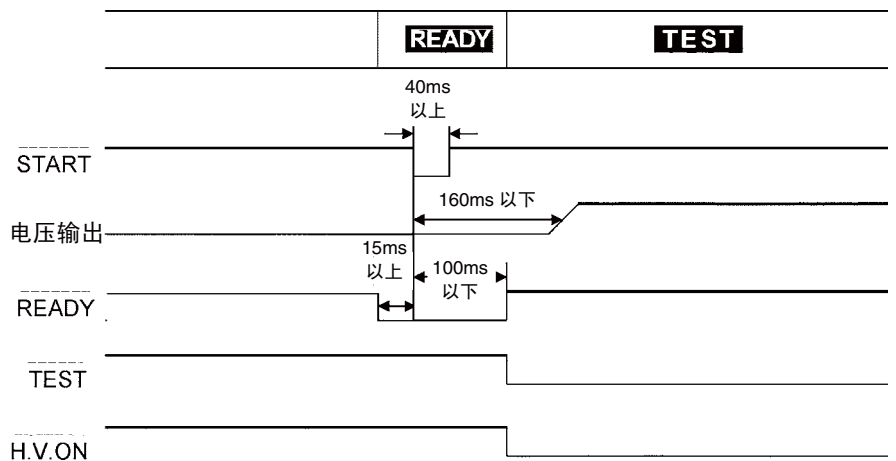 READY
TEST
40ms
以上
START
160ms 以下
电压输出
15ms
以上
100ms
以下
READY
TEST
H.V.ON